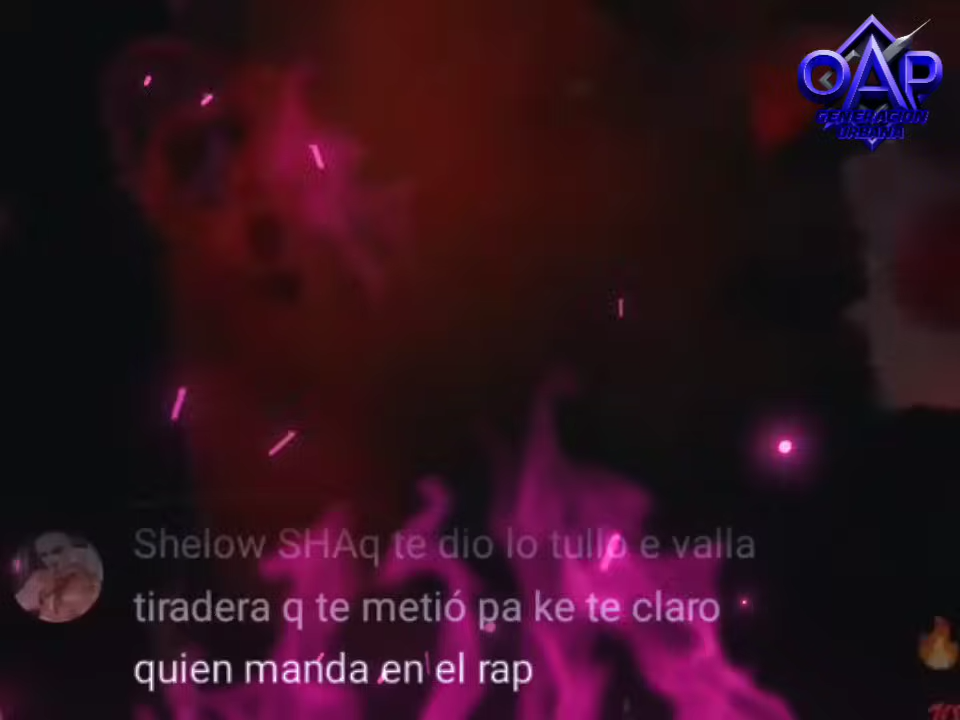 OAP
GENERACION
URBANA
Shelow SHAq te dio lo tullo e valla
tiradera q te metió pa ke te claro
quien manda en el rap